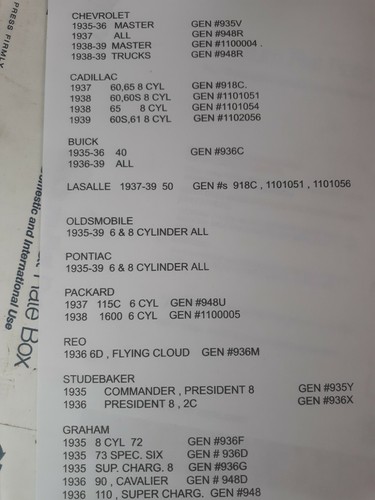 PRESS FIRMLY
CHEVROLET
1935-36 MASTER GEN #935V
1937 ALL GEN #948R
1938-39 MASTER GEN #1100004 .
1938-39 TRUCKS GEN #948R
CADILLAC
1937 60,65 8 CYL GEN #918C.
1938 60,60S 8 CYL GEN #1101051
1938 65 8 CYL GEN #1101054
1939 60S,61 8 CYL GEN #1102056
BUICK
1935-36 40 GEN #936C
1936-39 ALL
LASALLE 1937-39 50 GEN #s 918C , 1101051 , 1101056
OLDSMOBILE
1935-39 6 & 8 CYLINDER ALL
PONTIAC
1935-39 6 & 8 CYLINDER ALL
PACKARD
1937 115C 6 CYL GEN #948U
1938 1600 6 CYL GEN #1100005
REO
1936 6D , FLYING CLOUD GEN #936M
STUDEBAKER
1935 COMMANDER , PRESIDENT 8 GEN #935Y
1936 PRESIDENT 8 , 2C GEN #936X
GRAHAM
1935 8 CYL 72 GEN #936F
1935 73 SPEC. SIX GEN # 936D
1935 SUP. CHARG. 8 GEN #936G
1936 90 , CAVALIER GEN # 948D
1936 110 , SUPER CHARG. GEN #948
and International Use
Rate Box